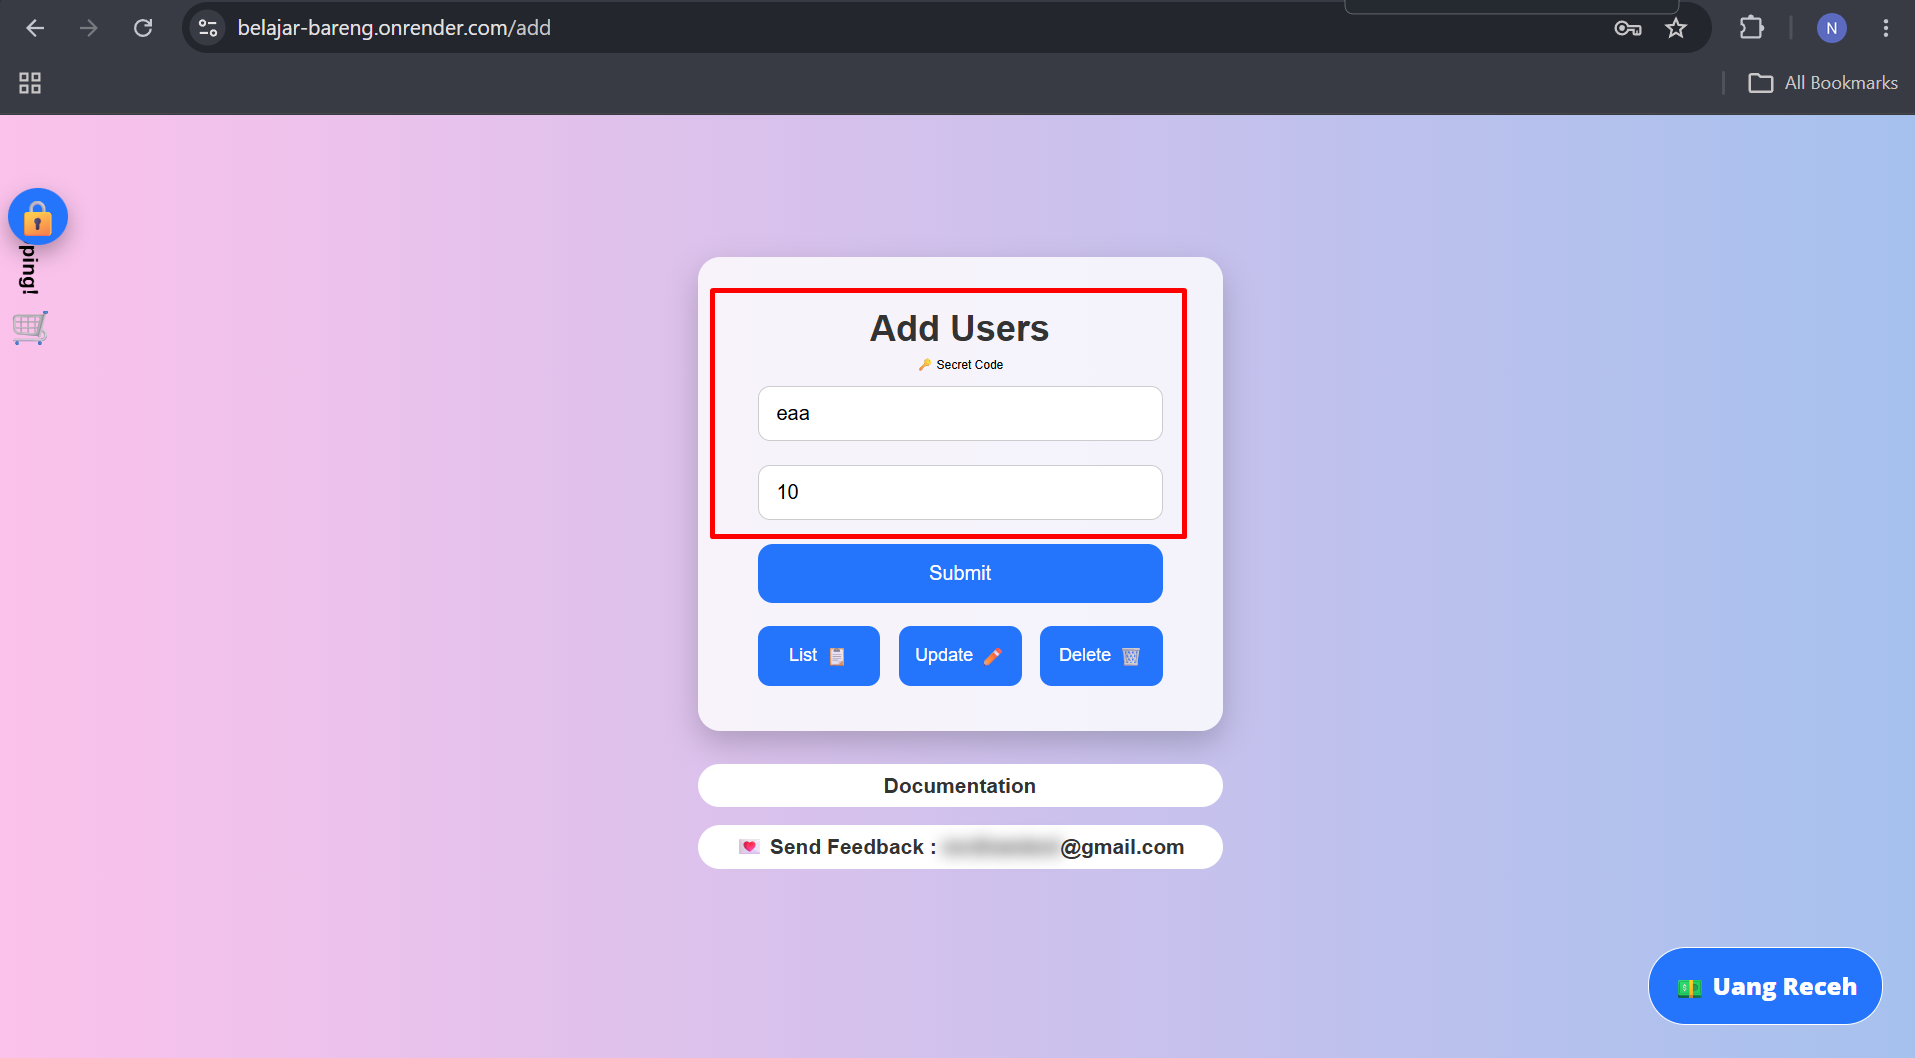 belajar-bareng.onrender.com/add
All Bookmarks
N
ping!
Add Users
🔑 Secret Code
eaa
10
Submit
List 📋
Update ✏️
Delete 🗑️
Documentation
💌 Send Feedback : @gmail.com
💵 Uang Receh